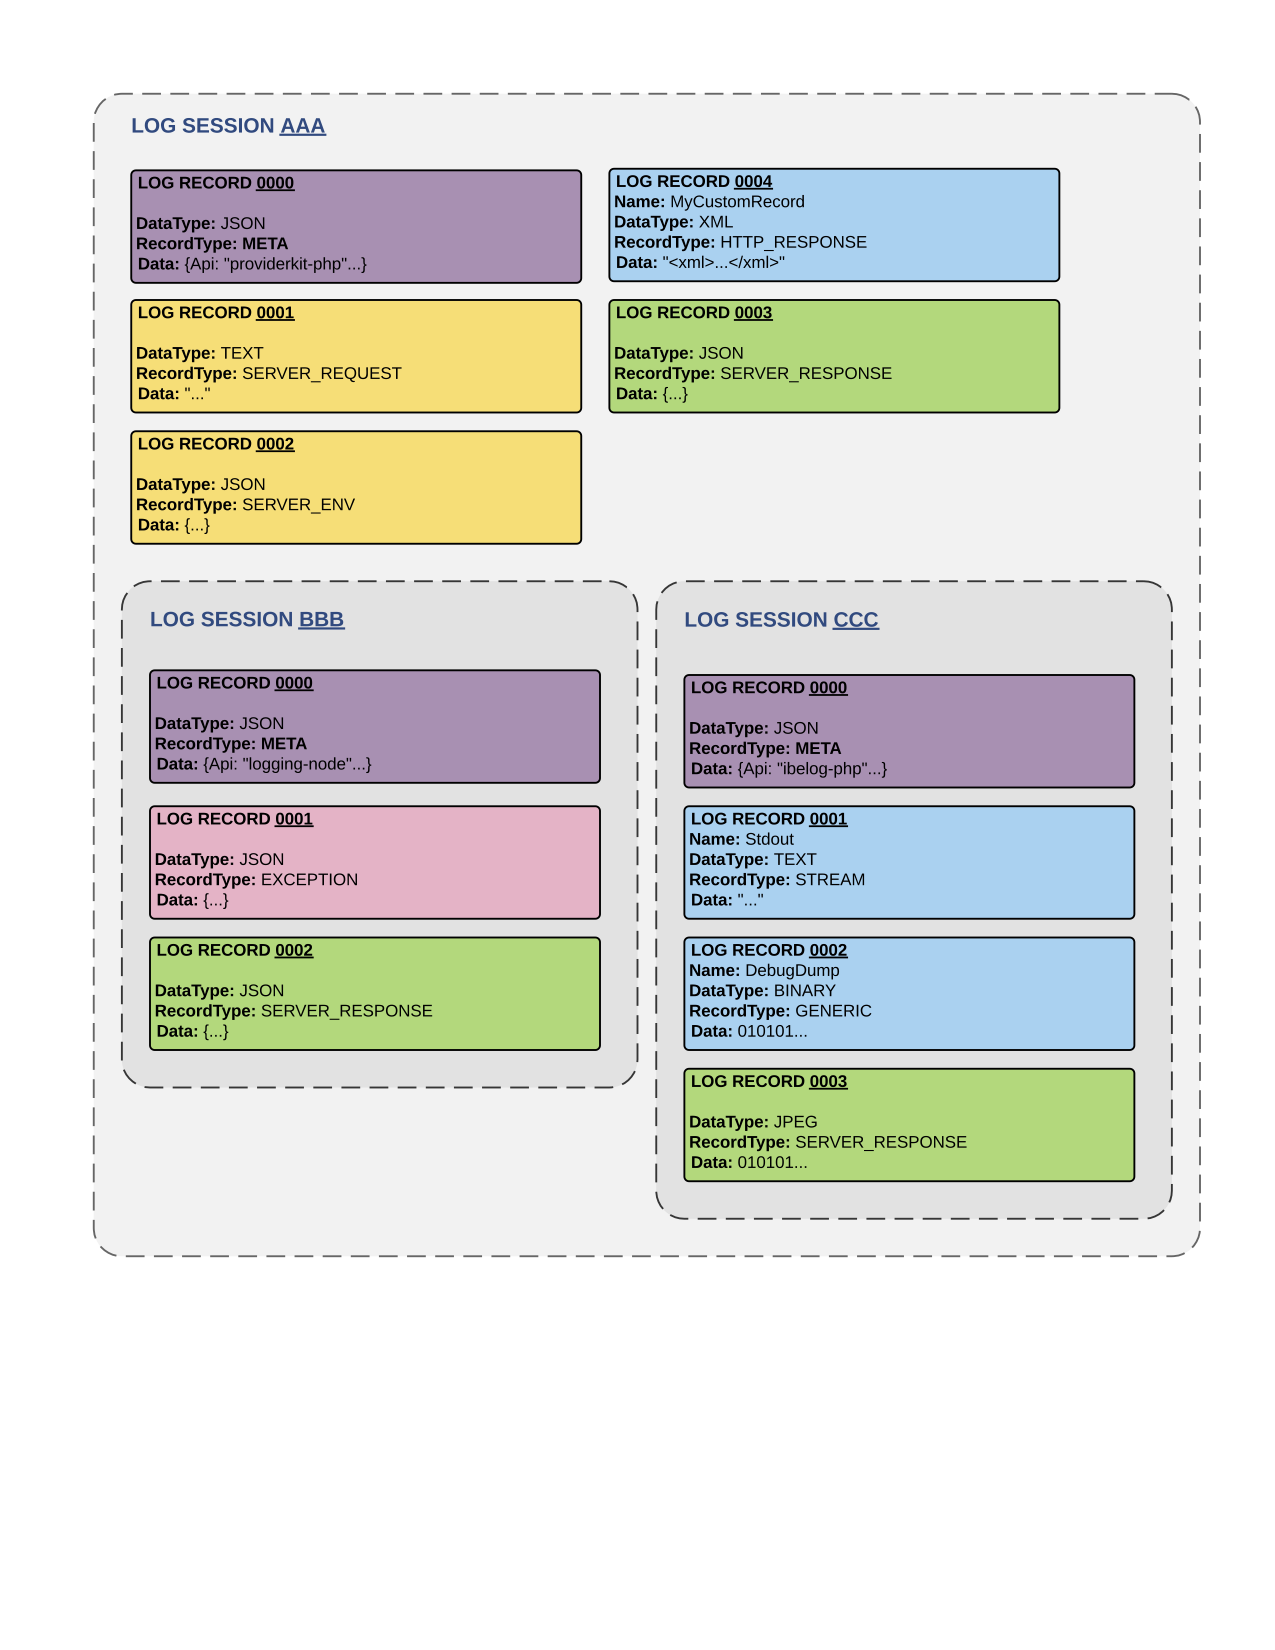 LOG SESSION AAA
LOG RECORD 0000
DataType: JSON
RecordType: META
Data: {Api: "providerkit-php"...}
LOG RECORD 0004
Name: MyCustomRecord
DataType: XML
RecordType: HTTP_RESPONSE
Data: "<xml>...</xml>"
LOG RECORD 0001
DataType: TEXT
RecordType: SERVER_REQUEST
Data: "..."
LOG RECORD 0003
DataType: JSON
RecordType: SERVER_RESPONSE
Data: {...}
LOG RECORD 0002
DataType: JSON
RecordType: SERVER_ENV
Data: {...}
LOG SESSION BBB
LOG RECORD 0000
DataType: JSON
RecordType: META
Data: {Api: "logging-node"...}
LOG RECORD 0001
DataType: JSON
RecordType: EXCEPTION
Data: {...}
LOG RECORD 0002
DataType: JSON
RecordType: SERVER_RESPONSE
Data: {...}
LOG SESSION CCC
LOG RECORD 0000
DataType: JSON
RecordType: META
Data: {Api: "ibelog-php"...}
LOG RECORD 0001
Name: Stdout
DataType: TEXT
RecordType: STREAM
Data: "..."
LOG RECORD 0002
Name: DebugDump
DataType: BINARY
RecordType: GENERIC
Data: 010101...
LOG RECORD 0003
DataType: JPEG
RecordType: SERVER_RESPONSE
Data: 010101...